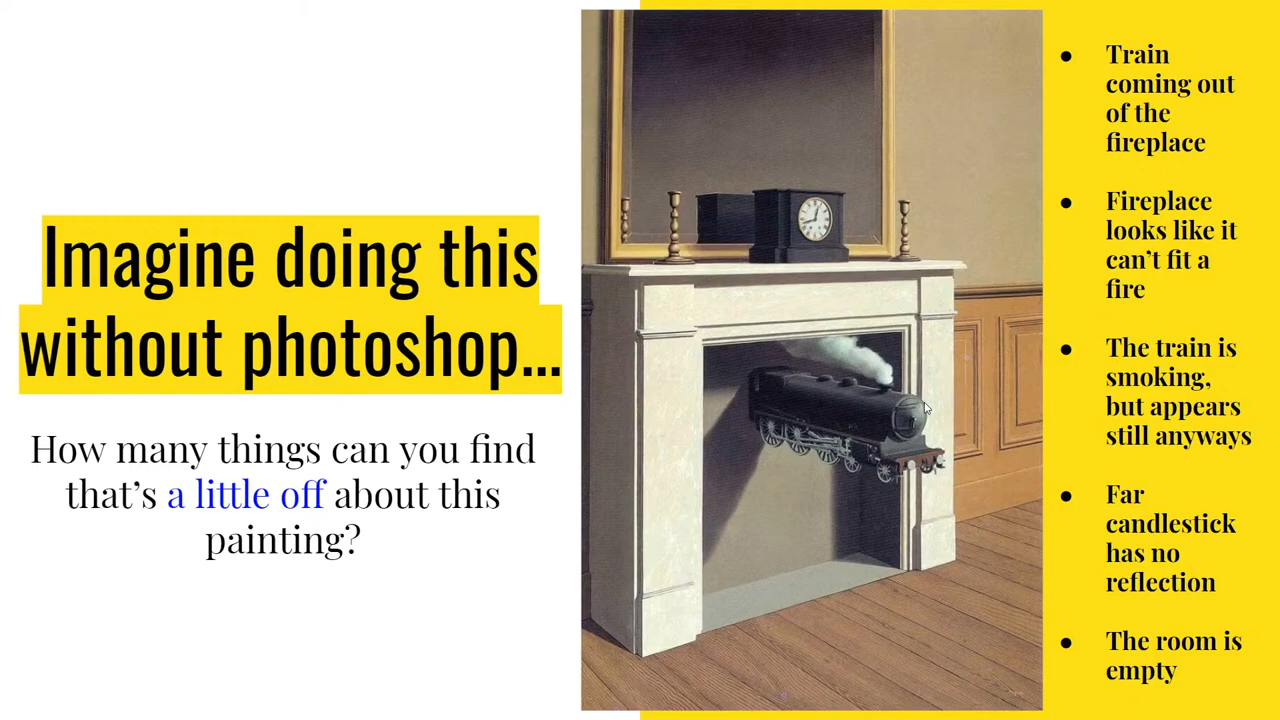 Imagine doing this
without photoshop...
How many things can you find
that's a little off about this
painting?
● Train
coming out
of the
fireplace
● Fireplace
looks like it
can't fit a
fire
● The train is
smoking,
but appears
still anyways
● Far
candlestick
has no
reflection
● The room is
empty